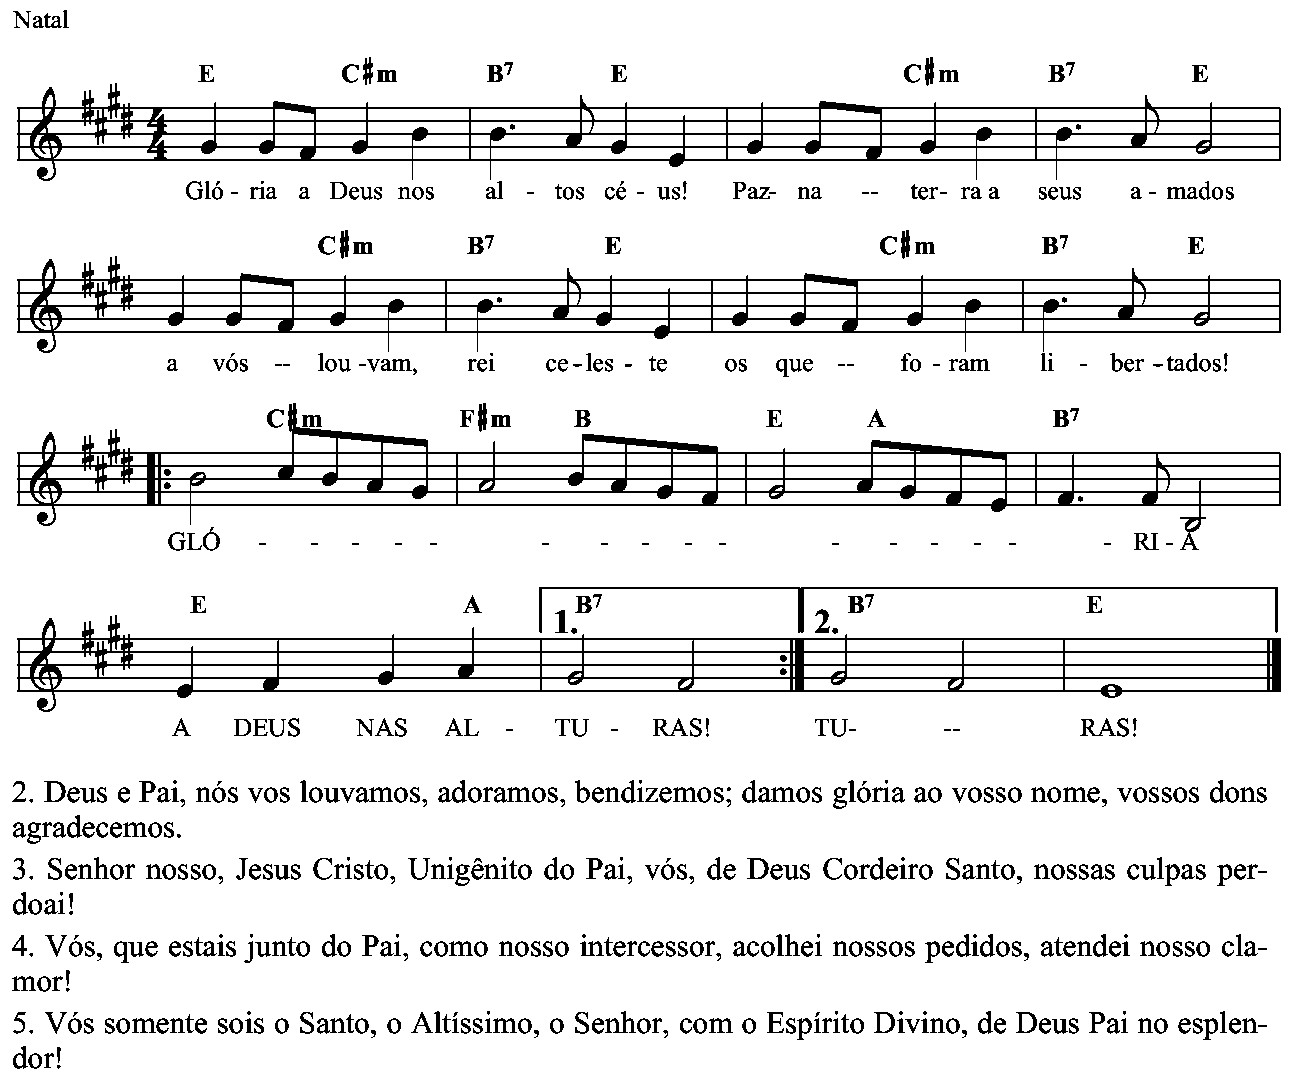 Natal
E C♯m B7 E C♯m B7 E
4
4
Gló - ria a Deus nos al - tos cé - us! Paz- na -- ter- ra a seus a - mados
C♯m B7 E C♯m B7 E
a vós -- lou -vam, rei ce - les - te os que -- fo - ram li - ber - tados!
C♯m F♯m B E A B7
GLÓ - - - - - - - - - - - - - - - RI - A
E A 1. B7 2. B7 E
A DEUS NAS AL - TU - RAS! TU- -- RAS!
2. Deus e Pai, nós vos louvamos, adoramos, bendizemos; damos glória ao vosso nome, vossos dons
agradecemos.
3. Senhor nosso, Jesus Cristo, Unigênito do Pai, vós, de Deus Cordeiro Santo, nossas culpas per-
doai!
4. Vós, que estais junto do Pai, como nosso intercessor, acolhei nossos pedidos, atendei nosso cla-
mor!
5. Vós somente sois o Santo, o Altíssimo, o Senhor, com o Espírito Divino, de Deus Pai no esplen-
dor!